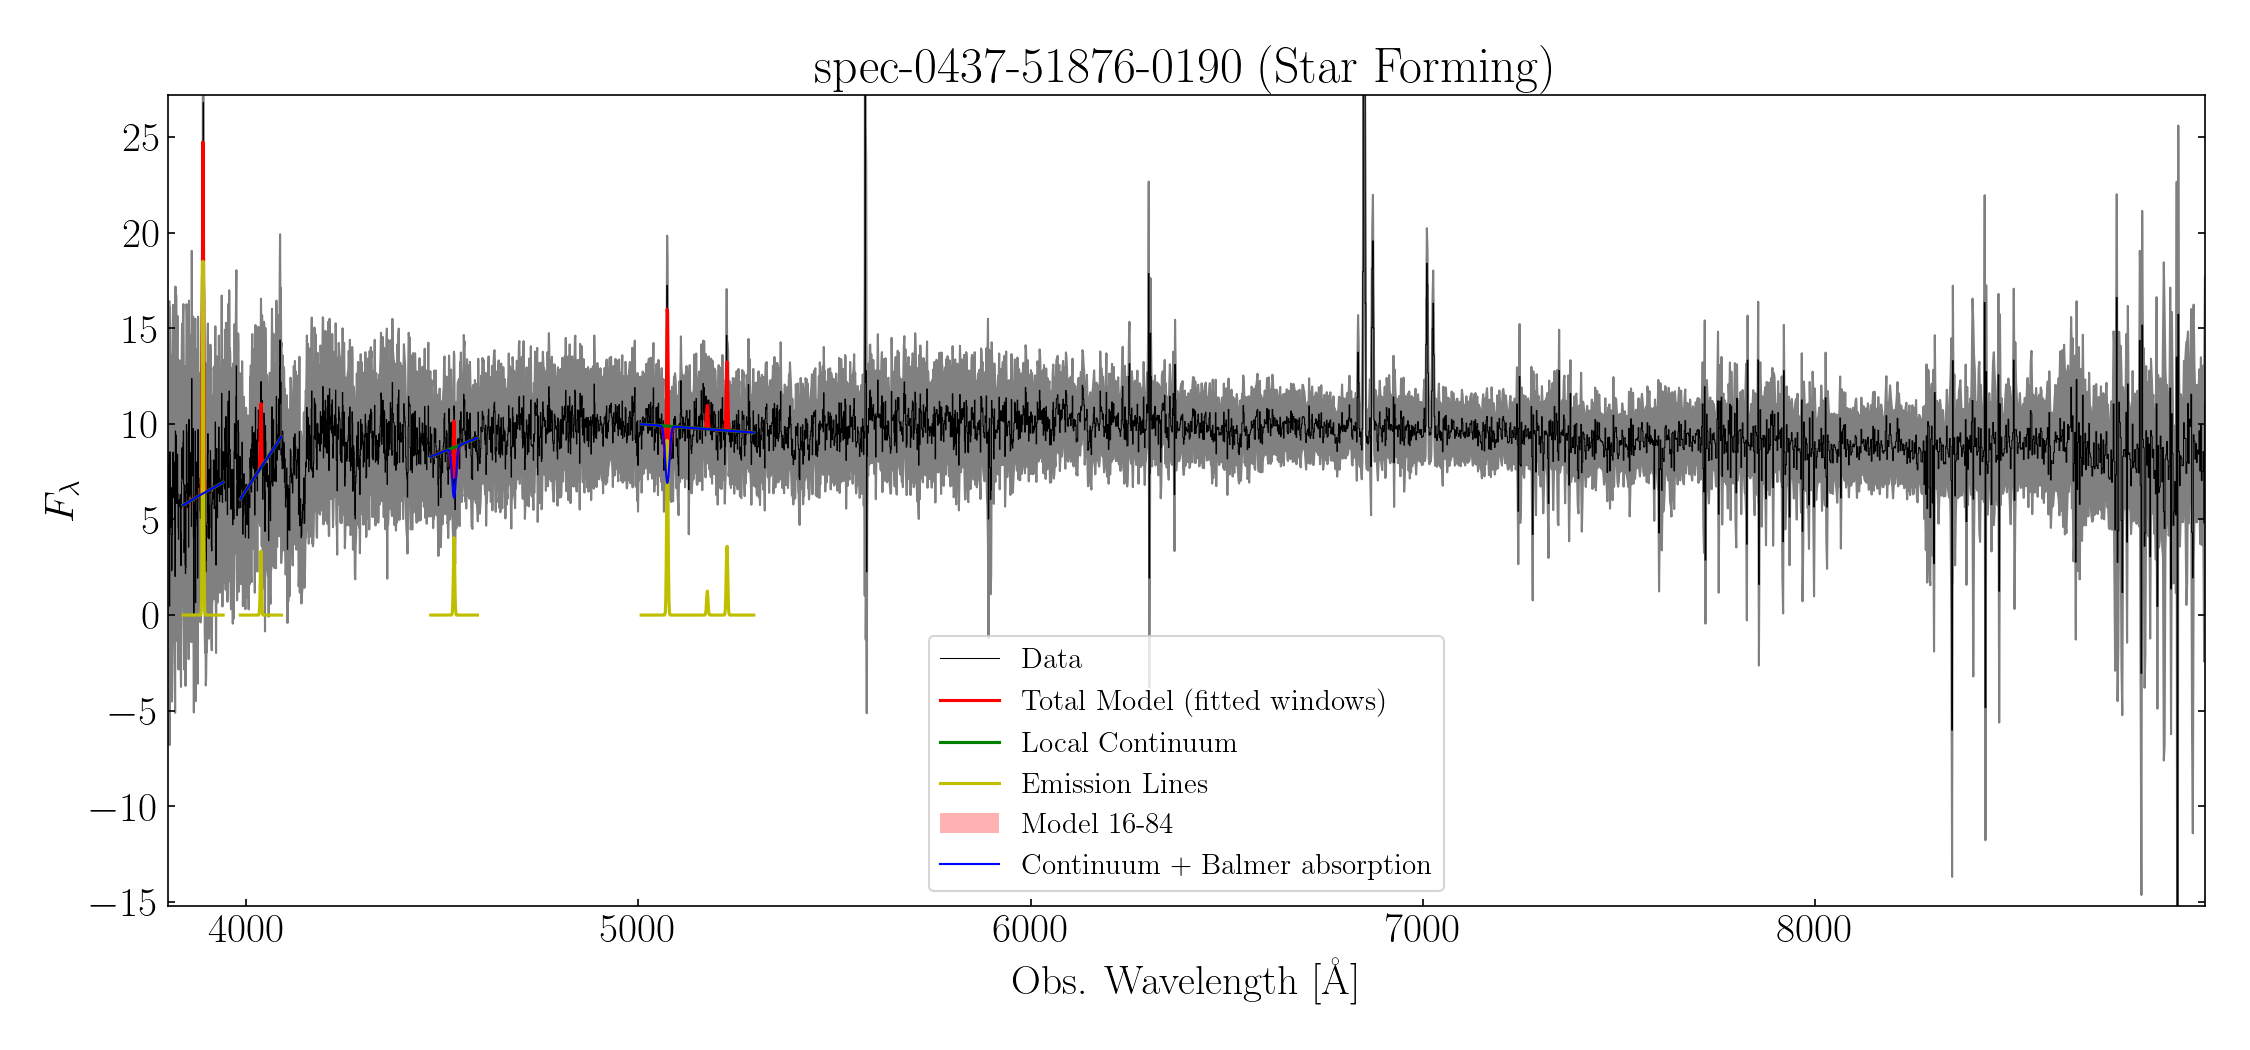 spec-0437-51876-0190 (Star Forming)
25
20
15
10
5
0
−5
−10
−15
F_λ
4000 5000 6000 7000 8000
Obs. Wavelength [Å]
Data
Total Model (fitted windows)
Local Continuum
Emission Lines
Model 16-84
Continuum + Balmer absorption